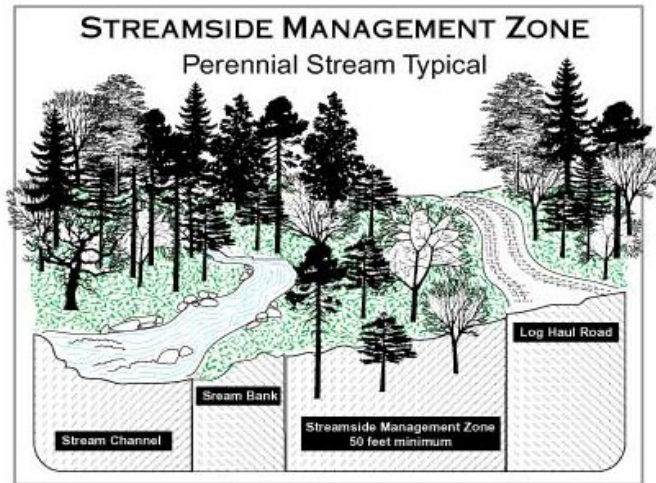 STREAMSIDE MANAGEMENT ZONE
Perennial Stream Typical
Log Haul Road
Sream Bank
Streamside Management Zone
50 feet minimum
Stream Channel